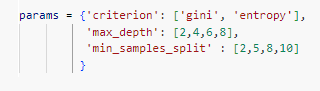 params = {'criterion': ['gini', 'entropy'],
'max_depth': [2,4,6,8],
'min_samples_split' : [2,5,8,10]
}